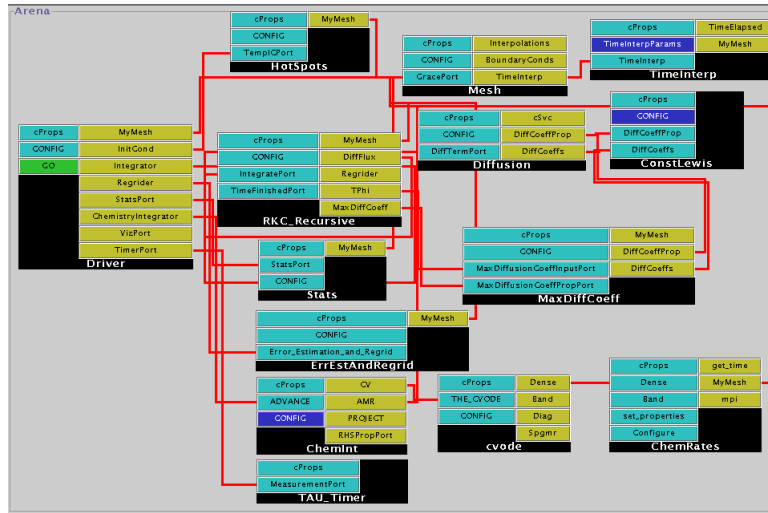 Arena
cProps MyMesh
CONFIG
TempICPort
HotSpots
cProps Interpolations
CONFIG BoundaryConds
GracePort TimeInterp
Mesh
cProps TimeElapsed
TimeInterpParams MyMesh
TimeInterp
TimeInterp
cProps MyMesh
CONFIG InitCond
GO Integrator
Regrider
StatsPort
ChemistryIntegrator
VizPort
TimerPort
Driver
cProps MyMesh
CONFIG DiffFlux
IntegratePort Regrider
TimeFinishedPort TPhi
MaxDiffCoeff
RKC_Recursive
cProps cSvc
CONFIG DiffCoeffProp
DiffTermPort DiffCoeffs
Diffusion
cProps
CONFIG
DiffCoeffProp
DiffCoeffs
ConstLewis
cProps MyMesh
StatsPort
CONFIG
Stats
cProps MyMesh
CONFIG DiffCoeffProp
MaxDiffusionCoeffInputPort DiffCoeffs
MaxDiffusionCoeffPropPort
MaxDiffCoeff
cProps MyMesh
CONFIG
Error_Estimation_and_Regrid
ErrEstAndRegrid
cProps CV
ADVANCE AMR
CONFIG PROJECT
RHSPropPort
ChemInt
cProps Dense
THE_CVODE Band
CONFIG Diag
Spgmr
cvode
cProps get_time
Dense MyMesh
Band mpi
set_properties
Configure
ChemRates
cProps
MeasurementPort
TAU_Timer